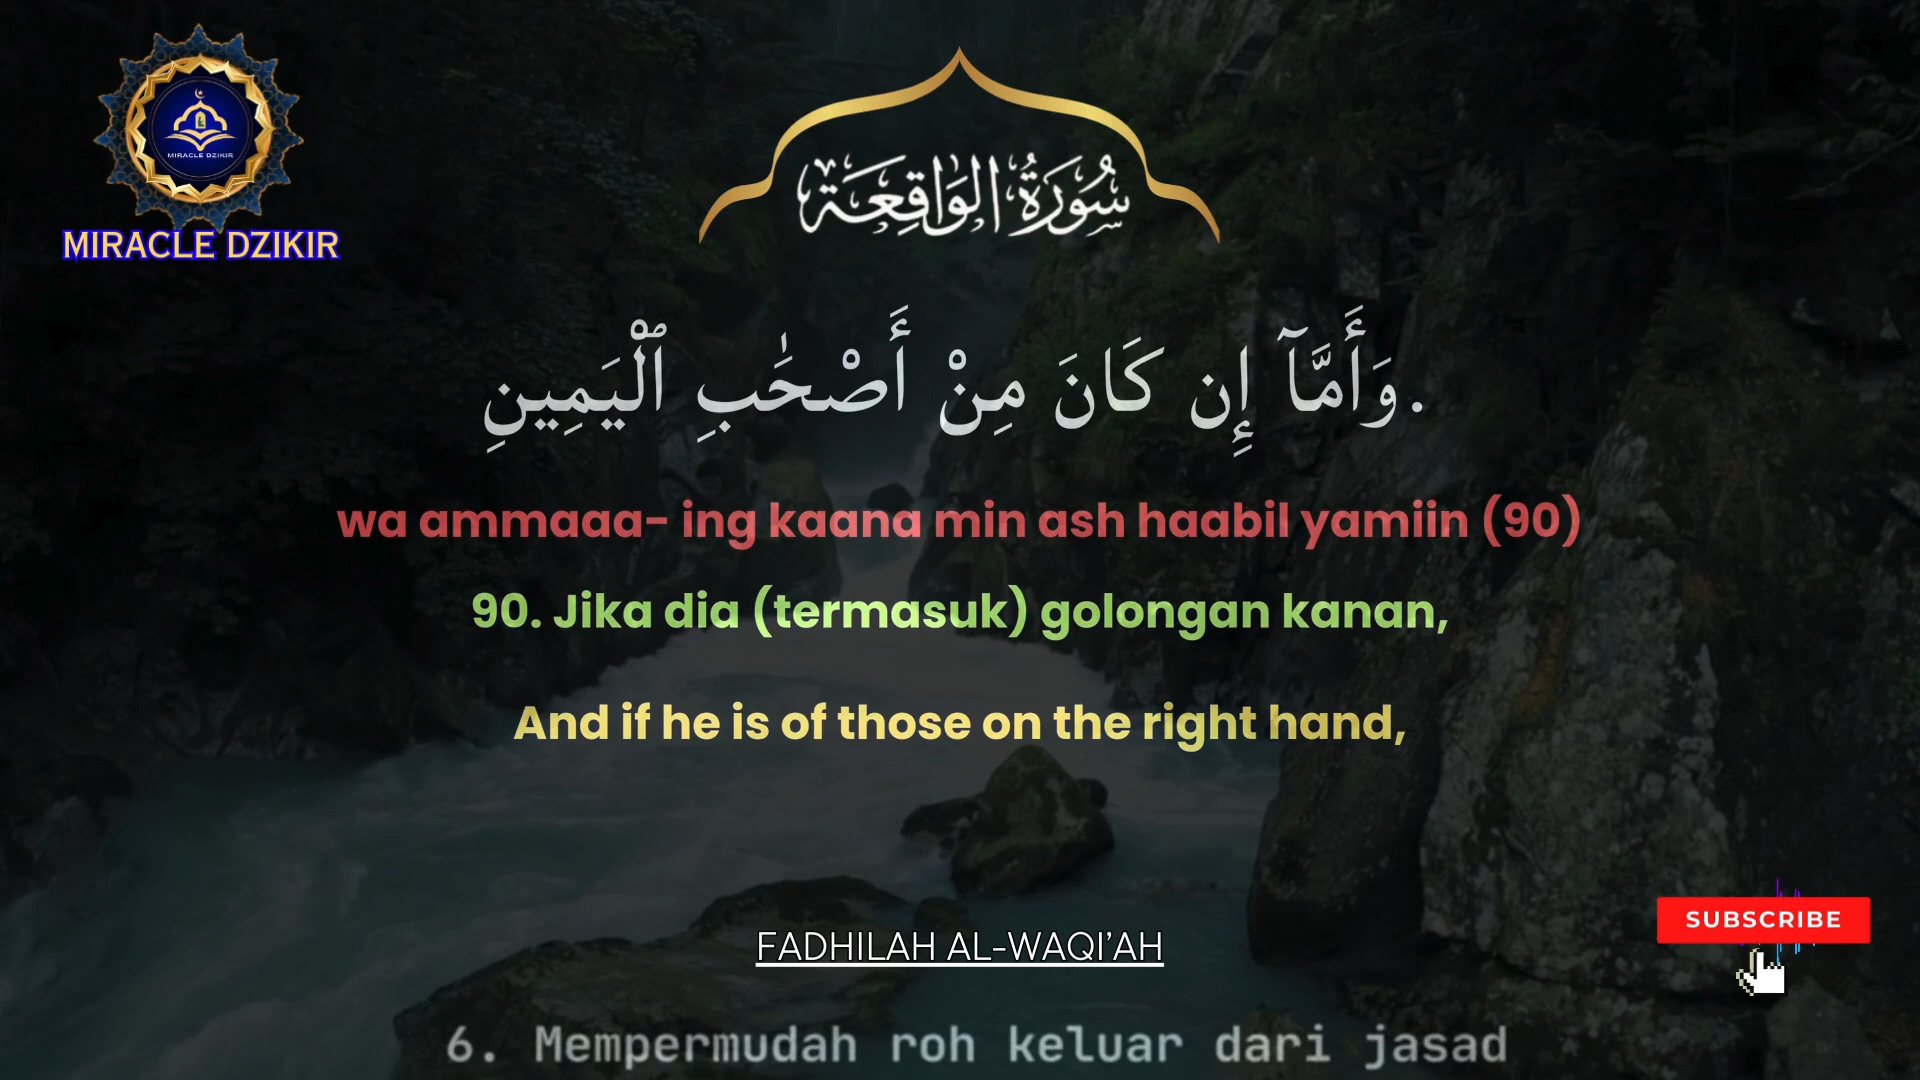 MIRACLE DZIKIR
MIRACLE DZIKIR
سُورَةُ الوَاقِعَة
وَأَمَّآ إِن كَانَ مِنْ أَصْحَٰبِ ٱلْيَمِينِ.
wa ammaaa- ing kaana min ash haabil yamiin (90)
90. Jika dia (termasuk) golongan kanan,
And if he is of those on the right hand,
SUBSCRIBE
FADHILAH AL-WAQI'AH
6. Mempermudah roh keluar dari jasad